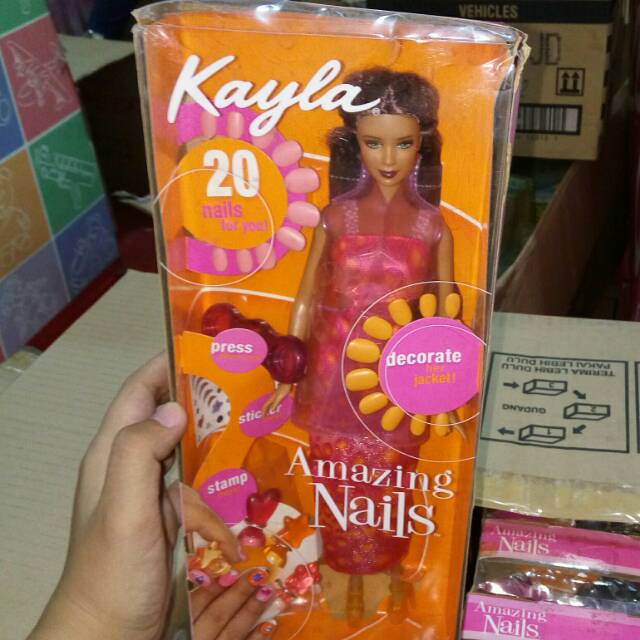 VEHICLES
Kayla
20
nails
for you!
press
decorate
her
jacket!
sticker
stamp
Amazing
Nails
TERIMA LEBIH DULU
PAKAI LEBIH DULU
GUDANG
Amazing
Nails
Amazing
Nails